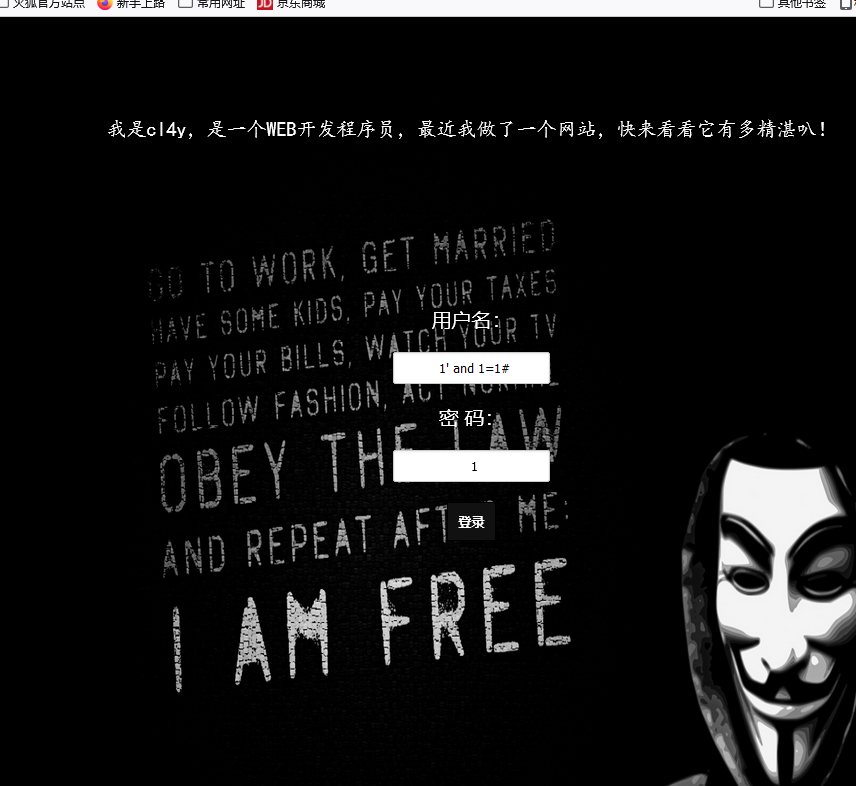 火狐官方站点 新手上路 常用网址 JD 京东商城 其他书签
我是cl4y，是一个WEB开发程序员，最近我做了一个网站，快来看看它有多精湛叭！
GO TO WORK, GET MARRIED
HAVE SOME KIDS, PAY YOUR TAXES
用户名：
PAY YOUR BILLS, WATCH YOUR TV
1' and 1=1#
FOLLOW FASHION, ACT NORMAL
密 码：
OBEY THE LAW
1
AND REPEAT AFTER ME:
登录
I AM FREE